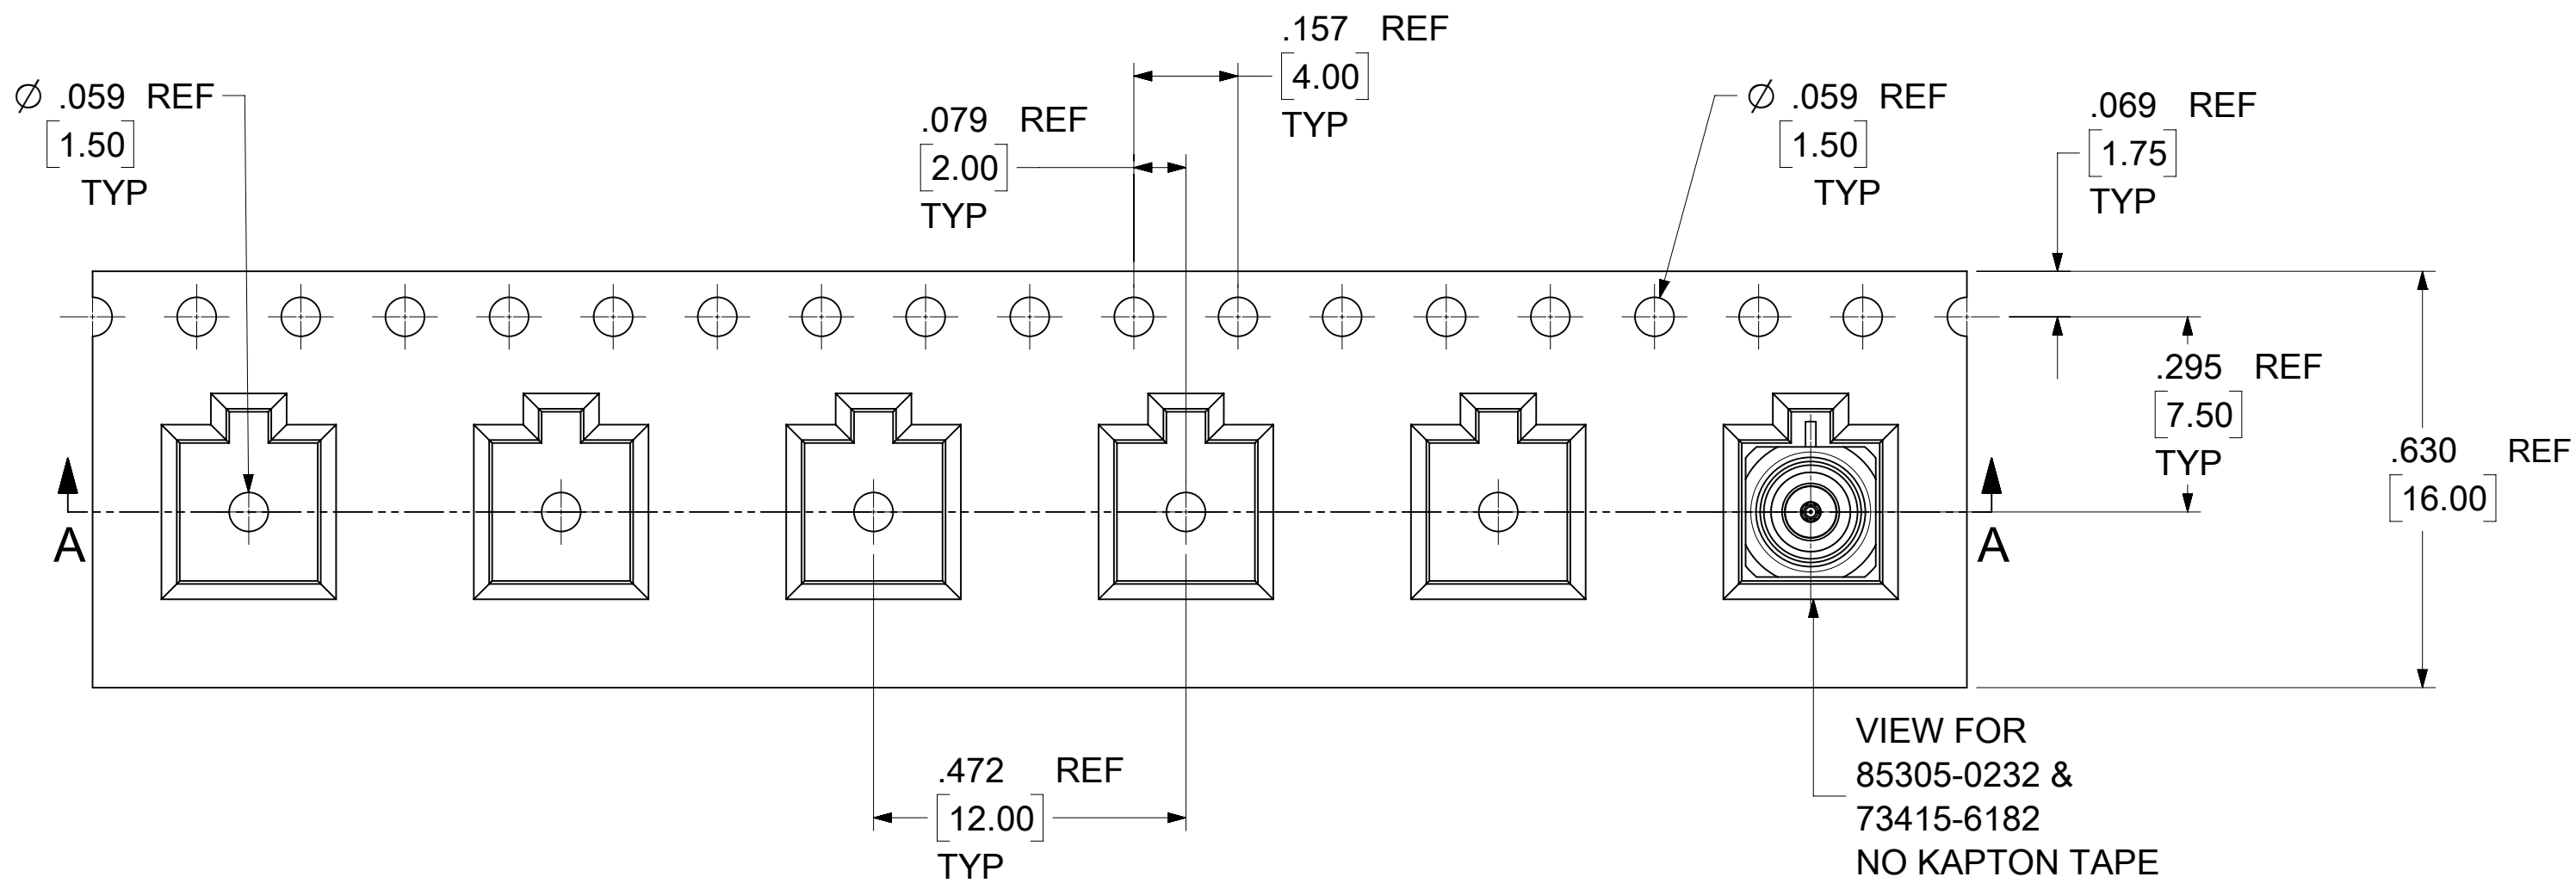 .157 REF
[4.00]
TYP
Ø .059 REF
[1.50]
TYP
.079 REF
[2.00]
TYP
Ø .059 REF
[1.50]
TYP
.069 REF
[1.75]
TYP
.295 REF
[7.50]
TYP
.630 REF
[16.00]
A
A
.472 REF
[12.00]
TYP
VIEW FOR
85305-0232 &
73415-6182
NO KAPTON TAPE